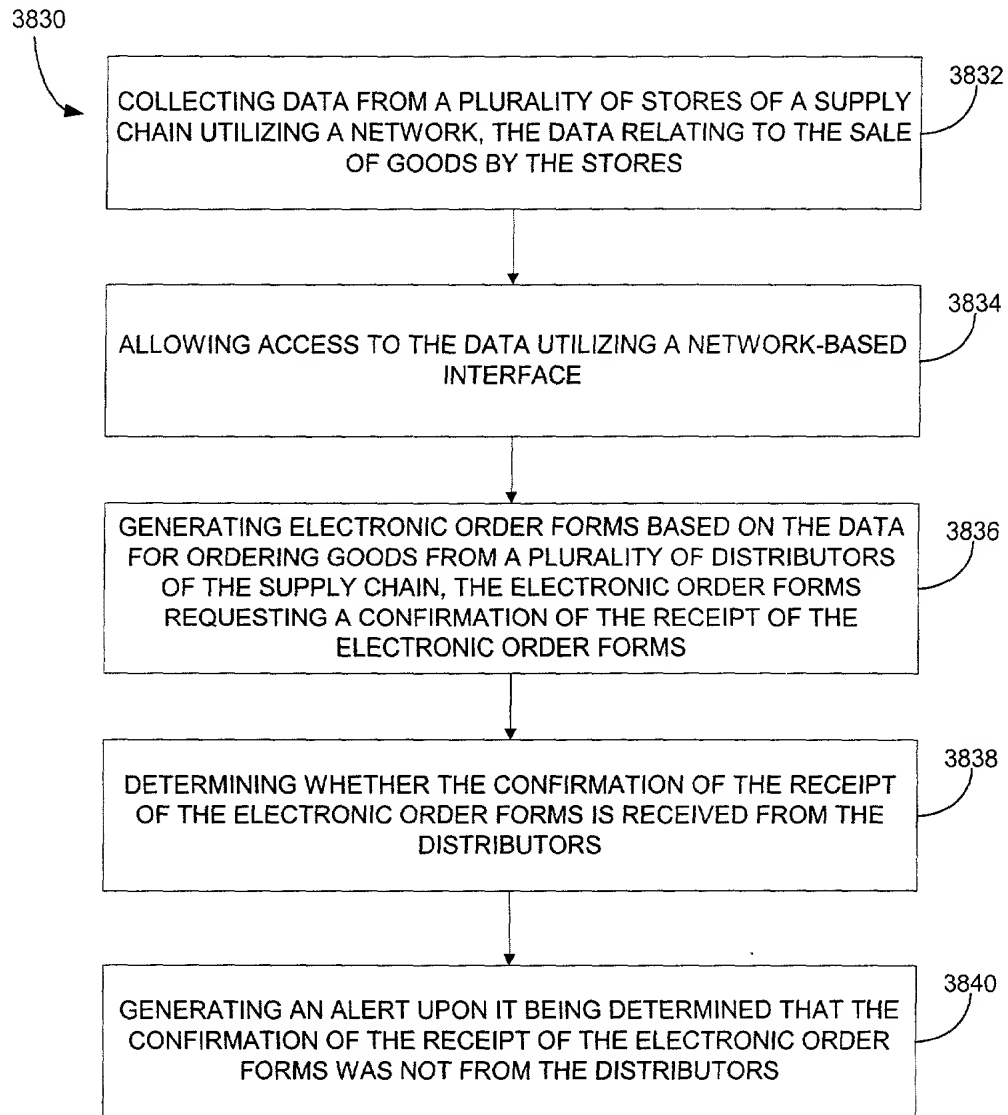 3830
3832
COLLECTING DATA FROM A PLURALITY OF STORES OF A SUPPLY
CHAIN UTILIZING A NETWORK, THE DATA RELATING TO THE SALE
OF GOODS BY THE STORES
3834
ALLOWING ACCESS TO THE DATA UTILIZING A NETWORK-BASED
INTERFACE
3836
GENERATING ELECTRONIC ORDER FORMS BASED ON THE DATA
FOR ORDERING GOODS FROM A PLURALITY OF DISTRIBUTORS
OF THE SUPPLY CHAIN, THE ELECTRONIC ORDER FORMS
REQUESTING A CONFIRMATION OF THE RECEIPT OF THE
ELECTRONIC ORDER FORMS
3838
DETERMINING WHETHER THE CONFIRMATION OF THE RECEIPT
OF THE ELECTRONIC ORDER FORMS IS RECEIVED FROM THE
DISTRIBUTORS
3840
GENERATING AN ALERT UPON IT BEING DETERMINED THAT THE
CONFIRMATION OF THE RECEIPT OF THE ELECTRONIC ORDER
FORMS WAS NOT FROM THE DISTRIBUTORS